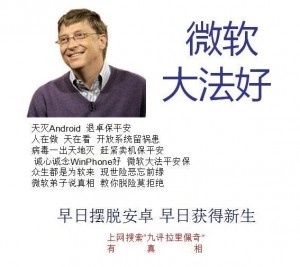 微软
大法好
天灭Android 退卓保平安
人在做 天在看 开放系统留祸患
病毒一出天地灭 赶紧卖机保平安
诚心诚念WinPhone好 微软大法平安保
众生都是为软来 现世险恶忘前缘
微软弟子说真相 教你脱险莫拒绝
早日摆脱安卓 早日获得新生
上网搜索"九评拉里佩奇"
有 真 相